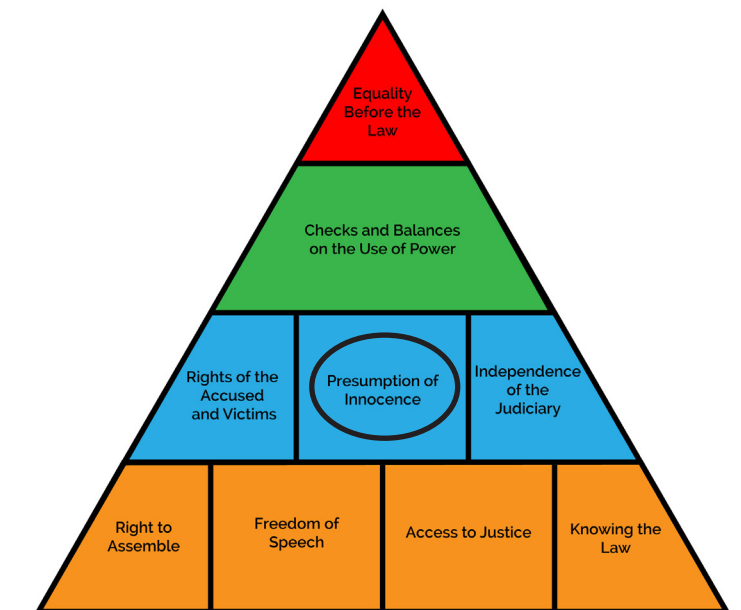 Equality
Before the
Law
Checks and Balances
on the Use of Power
Rights of the
Accused
and Victims
Presumption of
Innocence
Independence
of the
Judiciary
Right to
Assemble
Freedom of
Speech
Access to Justice
Knowing the
Law